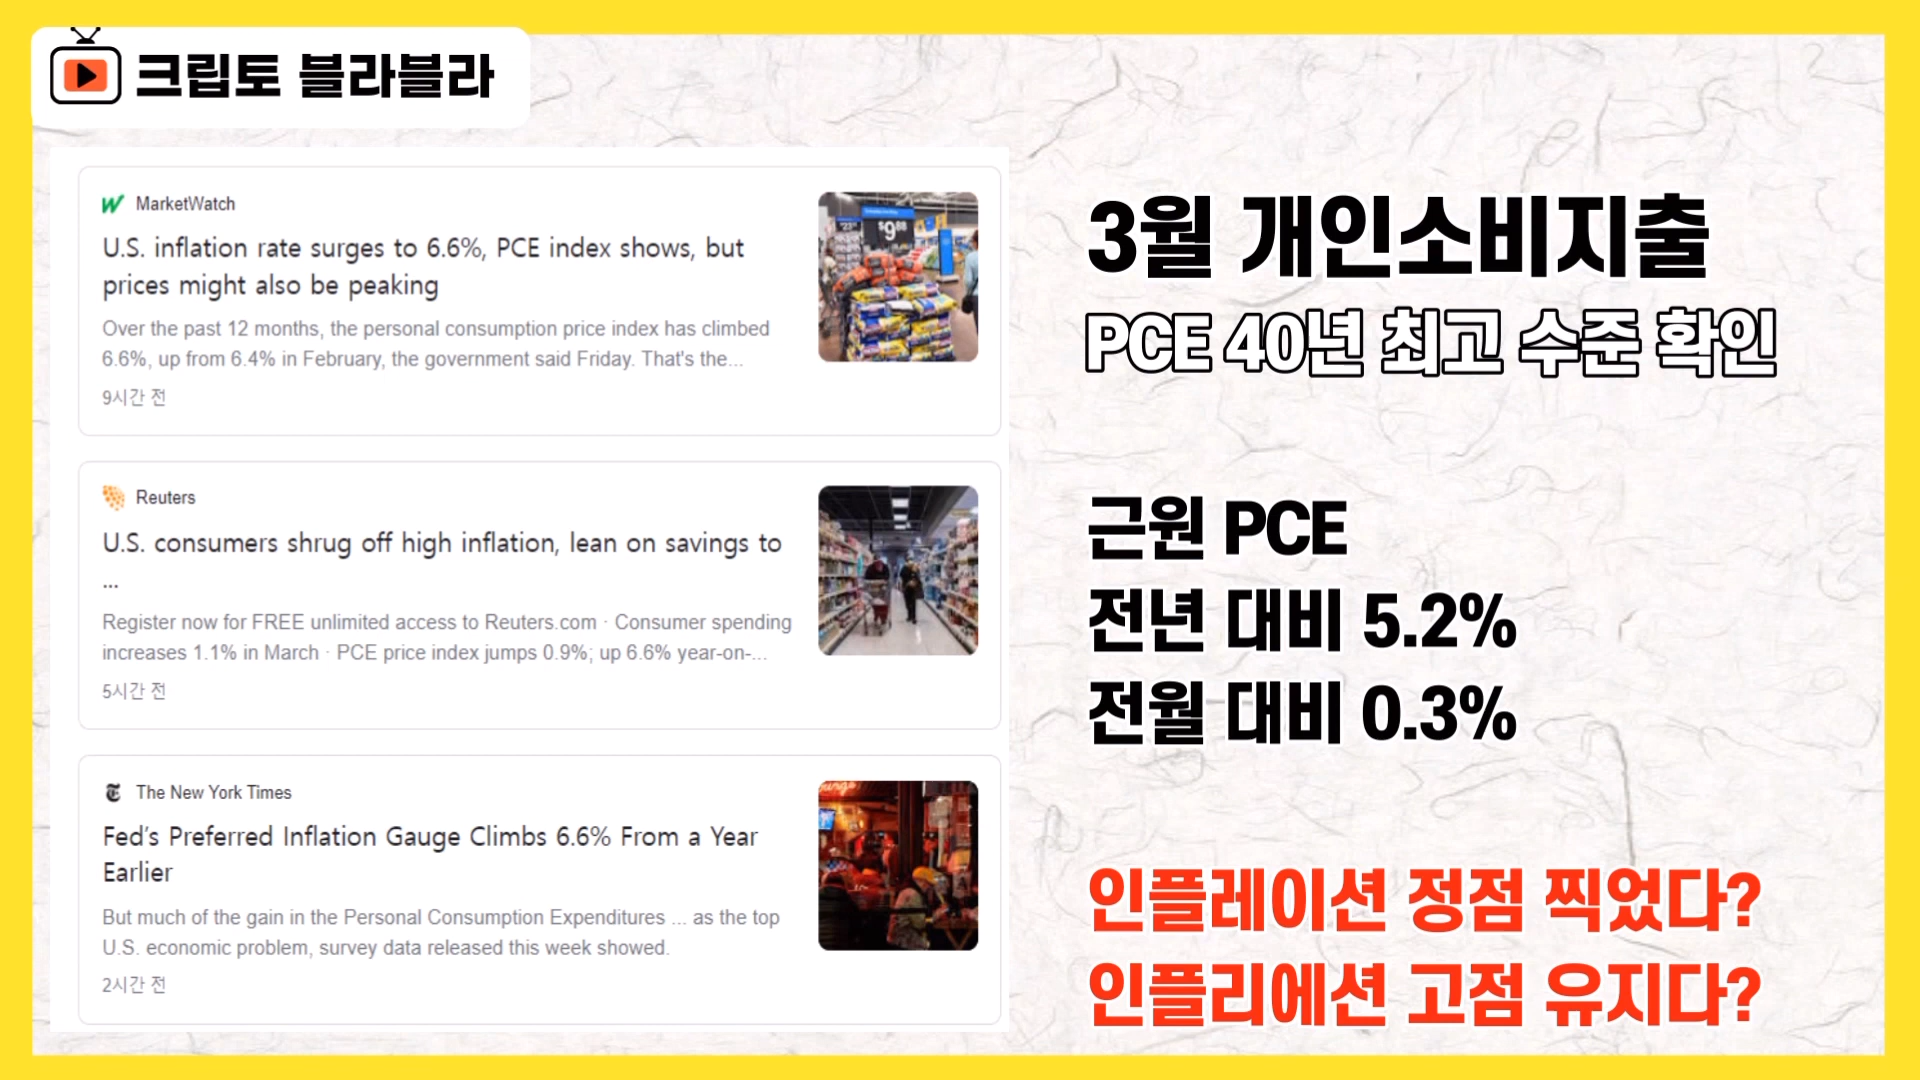 크립토 블라블라
MarketWatch
U.S. inflation rate surges to 6.6%, PCE index shows, but
prices might also be peaking
Over the past 12 months, the personal consumption price index has climbed
6.6%, up from 6.4% in February, the government said Friday. That's the...
9시간 전
Reuters
U.S. consumers shrug off high inflation, lean on savings to
...
Register now for FREE unlimited access to Reuters.com · Consumer spending
increases 1.1% in March · PCE price index jumps 0.9%; up 6.6% year-on-...
5시간 전
The New York Times
Fed’s Preferred Inflation Gauge Climbs 6.6% From a Year
Earlier
But much of the gain in the Personal Consumption Expenditures ... as the top
U.S. economic problem, survey data released this week showed.
2시간 전
3월 개인소비지출
PCE 40년 최고 수준 확인
근원 PCE
전년 대비 5.2%
전월 대비 0.3%
인플레이션 정점 찍었다?
인플리에션 고점 유지다?